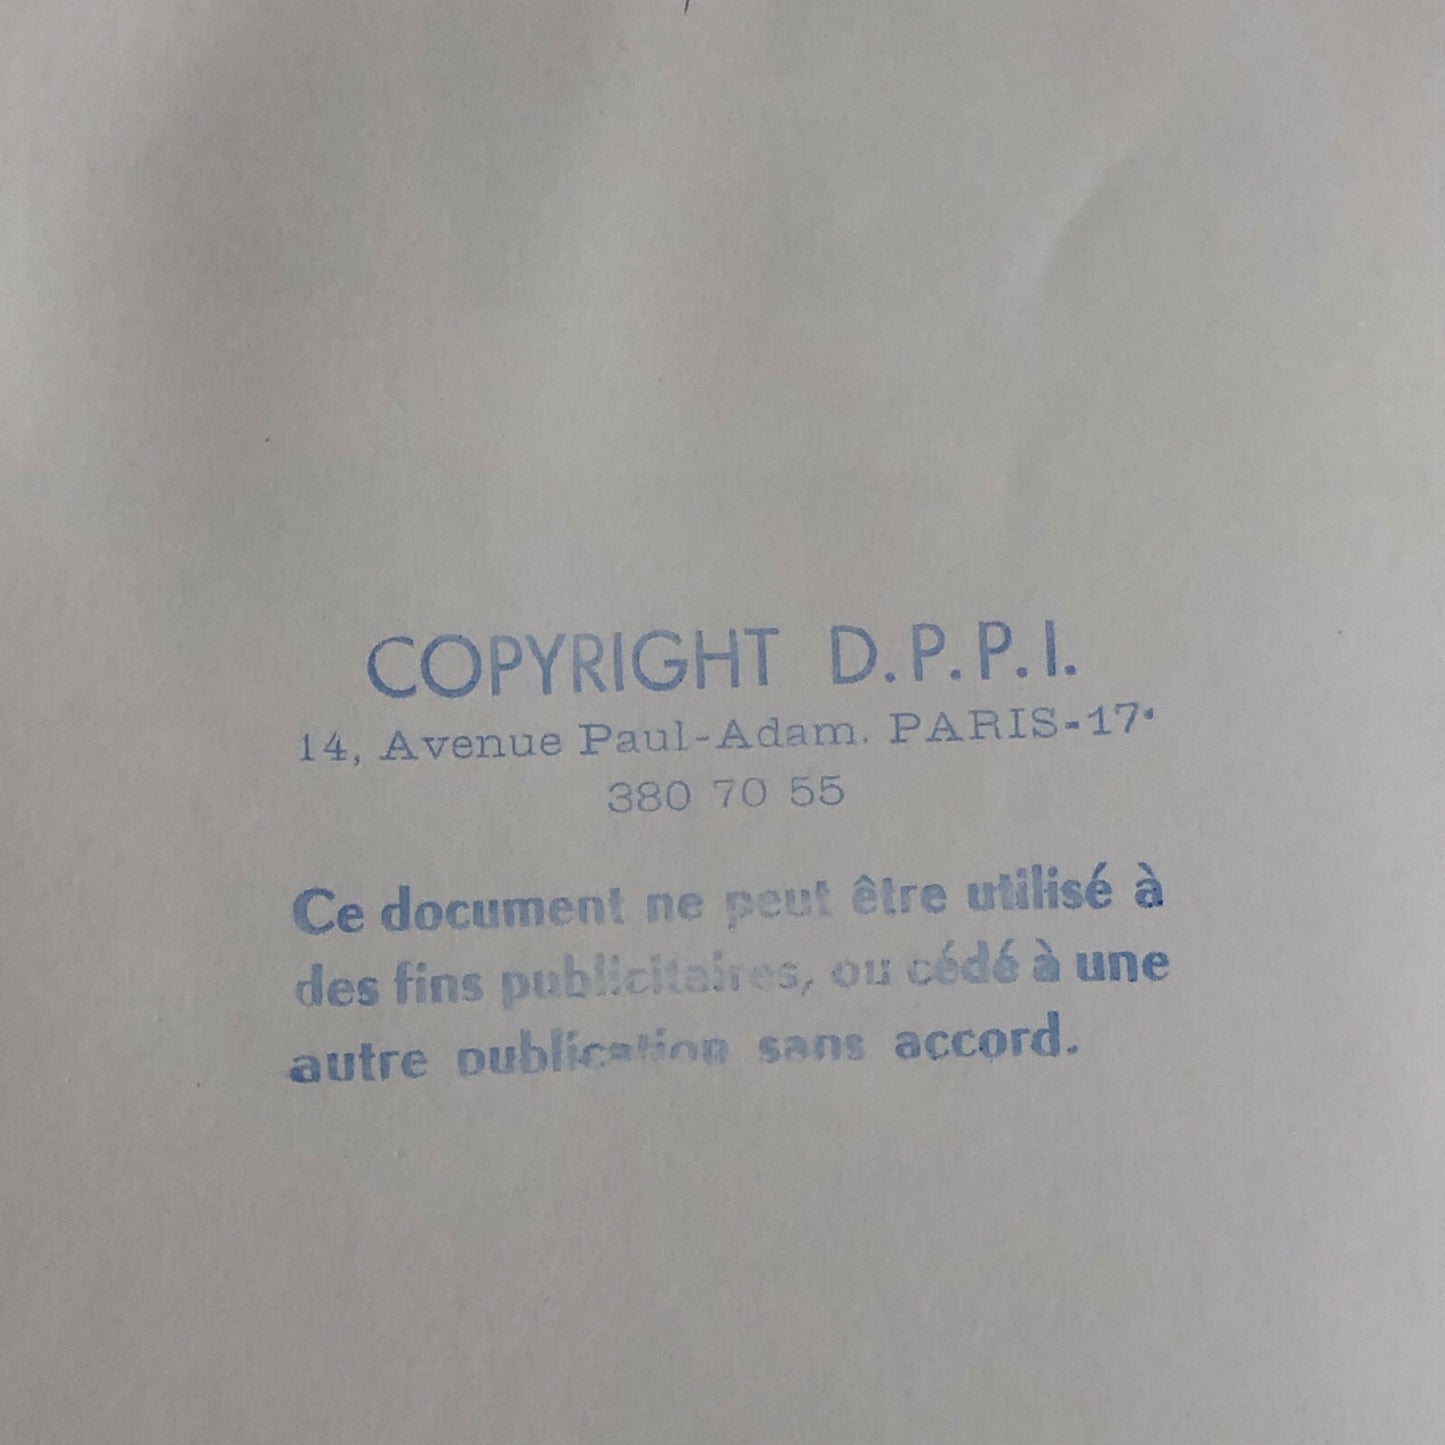 COPYRIGHT D.P.P.I.
14, Avenue Paul-Adam. PARIS-17e
380 70 55
Ce document ne peut être utilisé à
des fins publicitaires, ou cédé à une
autre publication sans accord.